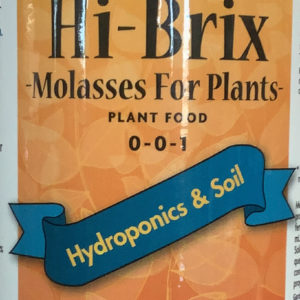 Hi-Brix
-Molasses For Plants-
PLANT FOOD
0-0-1
Hydroponics & Soil